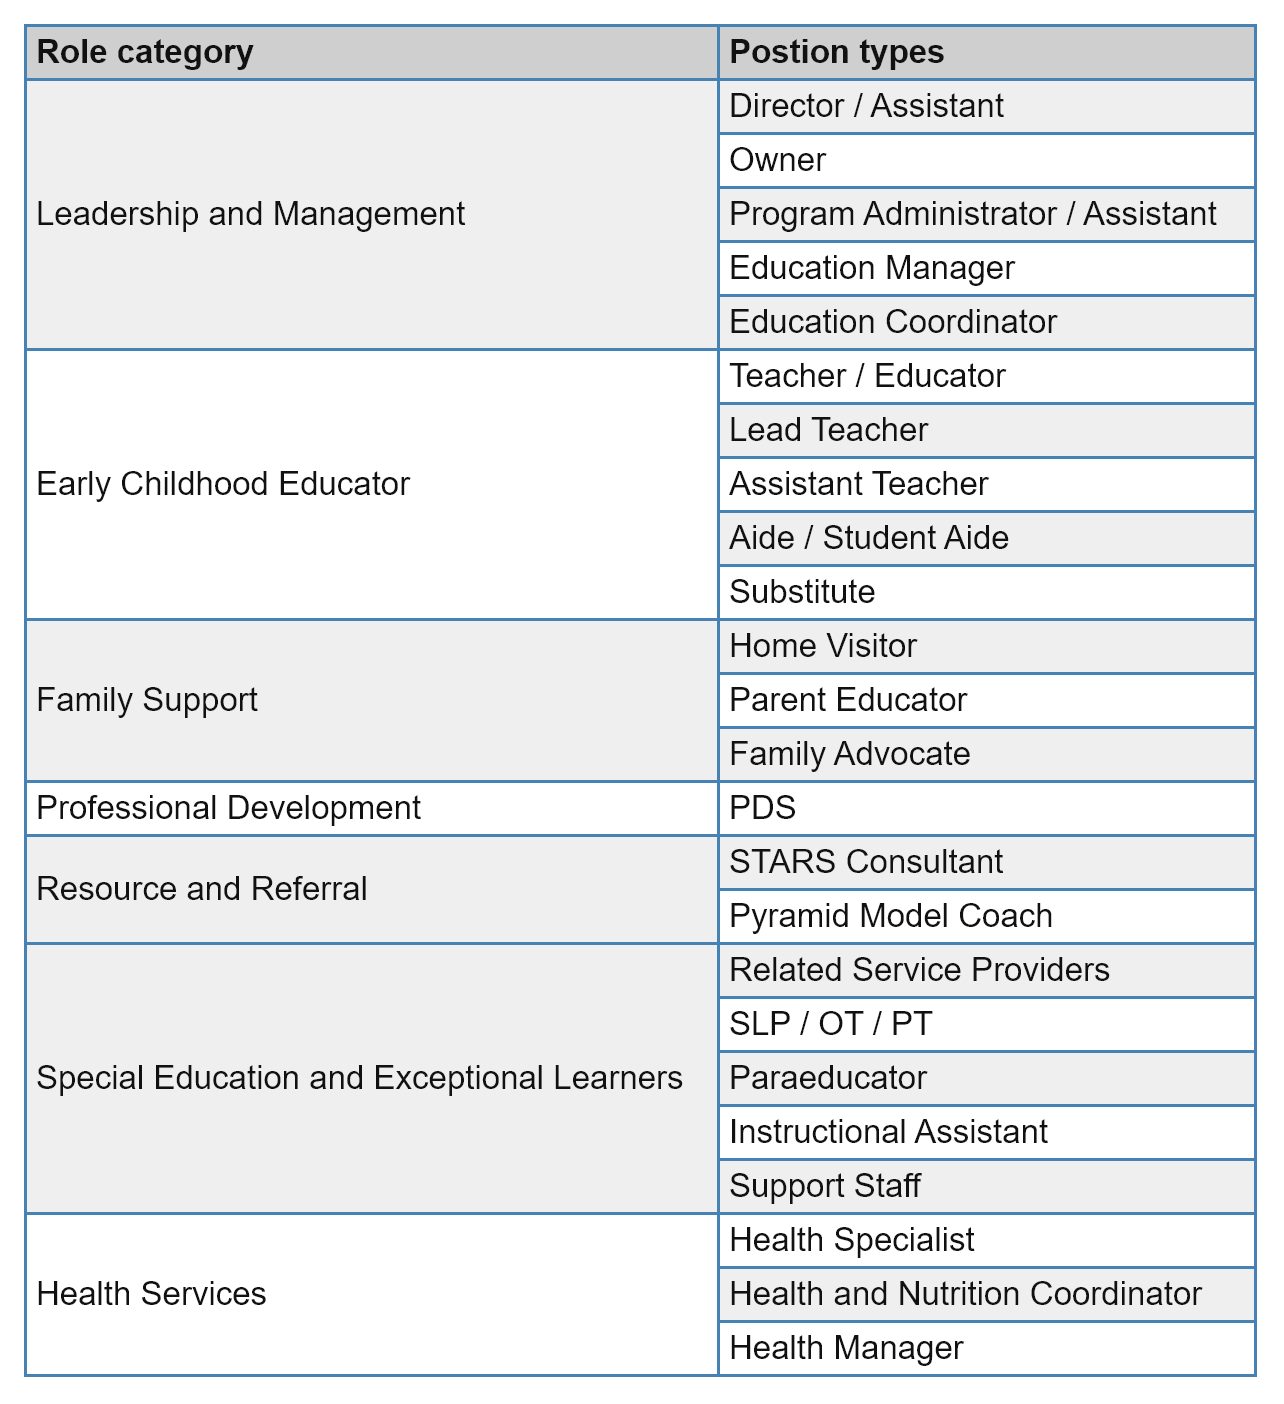 Role category
Postion types
Leadership and Management
Director / Assistant
Owner
Program Administrator / Assistant
Education Manager
Education Coordinator
Early Childhood Educator
Teacher / Educator
Lead Teacher
Assistant Teacher
Aide / Student Aide
Substitute
Family Support
Home Visitor
Parent Educator
Family Advocate
Professional Development
PDS
Resource and Referral
STARS Consultant
Pyramid Model Coach
Special Education and Exceptional Learners
Related Service Providers
SLP / OT / PT
Paraeducator
Instructional Assistant
Support Staff
Health Services
Health Specialist
Health and Nutrition Coordinator
Health Manager